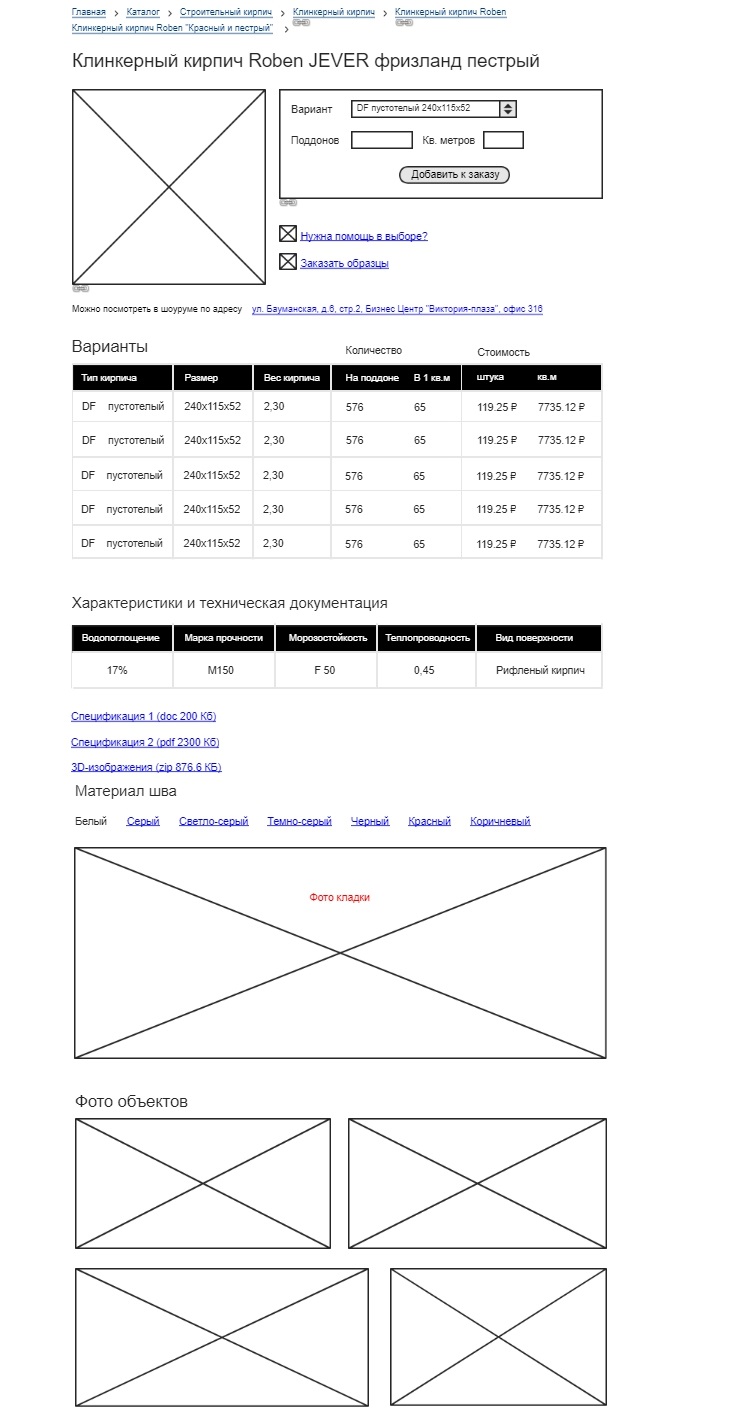 Главная > Каталог > Строительный кирпич > Клинкерный кирпич > Клинкерный кирпич Roben
Клинкерный кирпич Roben "Красный и пестрый" >
Клинкерный кирпич Roben JEVER фризланд пестрый
Вариант DF пустотелый 240x115x52
Поддонов Кв. метров
Добавить к заказу
Нужна помощь в выборе?
Заказать образцы
Можно посмотреть в шоуруме по адресу ул. Бауманская, д.6, стр.2, Бизнес Центр "Виктория-плаза", офис 316
Варианты Количество Стоимость
Тип кирпича Размер Вес кирпича На поддоне В 1 кв.м штука кв.м
DF пустотелый 240x115x52 2,30 576 65 119.25 ₽ 7735.12 ₽
DF пустотелый 240x115x52 2,30 576 65 119.25 ₽ 7735.12 ₽
DF пустотелый 240x115x52 2,30 576 65 119.25 ₽ 7735.12 ₽
DF пустотелый 240x115x52 2,30 576 65 119.25 ₽ 7735.12 ₽
DF пустотелый 240x115x52 2,30 576 65 119.25 ₽ 7735.12 ₽
Характеристики и техническая документация
Водопоглощение Марка прочности Морозостойкость Теплопроводность Вид поверхности
17% M150 F 50 0,45 Рифленый кирпич
Спецификация 1 (doc 200 Кб)
Спецификация 2 (pdf 2300 Кб)
3D-изображения (zip 876.6 КБ)
Материал шва
Белый Серый Светло-серый Темно-серый Черный Красный Коричневый
Фото кладки
Фото объектов